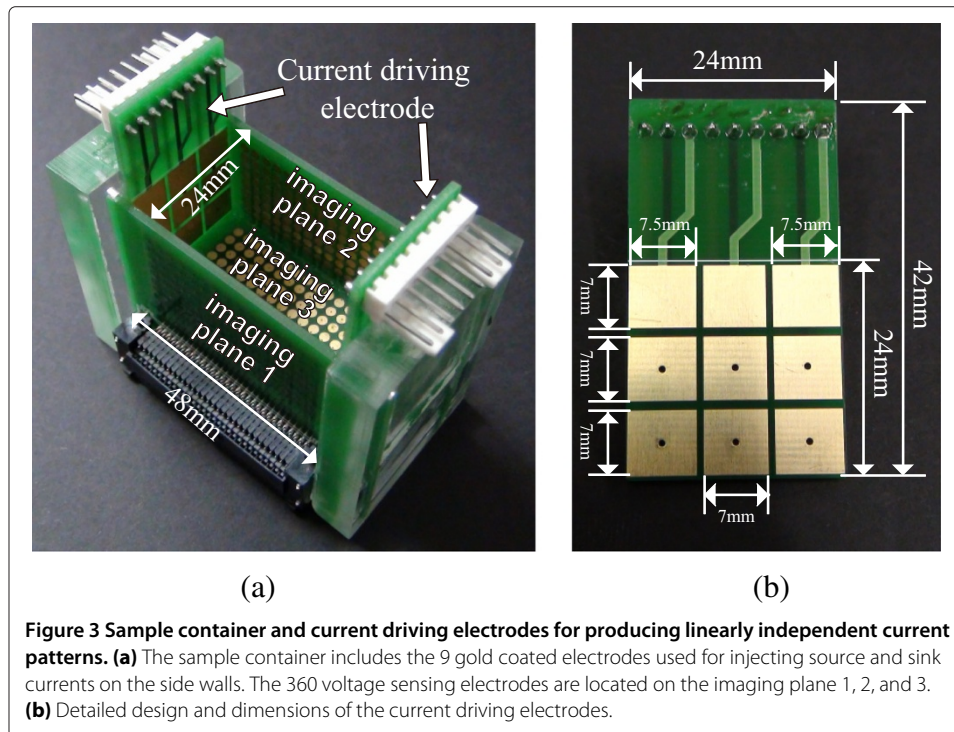 Current driving
electrode
24mm
imaging
plane 2
imaging
plane 3
imaging
plane 1
48mm
(a)
24mm
7.5mm
7.5mm
7mm
7mm
7mm
7mm
24mm
42mm
(b)
Figure 3 Sample container and current driving electrodes for producing linearly independent current
patterns. (a) The sample container includes the 9 gold coated electrodes used for injecting source and sink
currents on the side walls. The 360 voltage sensing electrodes are located on the imaging plane 1, 2, and 3.
(b) Detailed design and dimensions of the current driving electrodes.